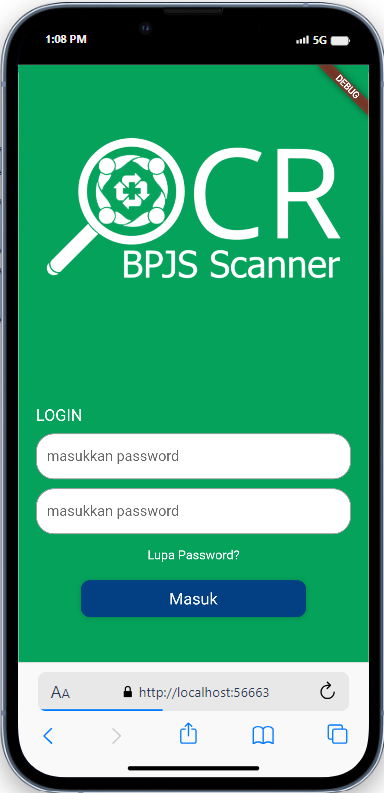 1:08 PM
5G
DEBUG
OCR
BPJS Scanner
LOGIN
masukkan password
masukkan password
Lupa Password?
Masuk
AA
http://localhost:56663